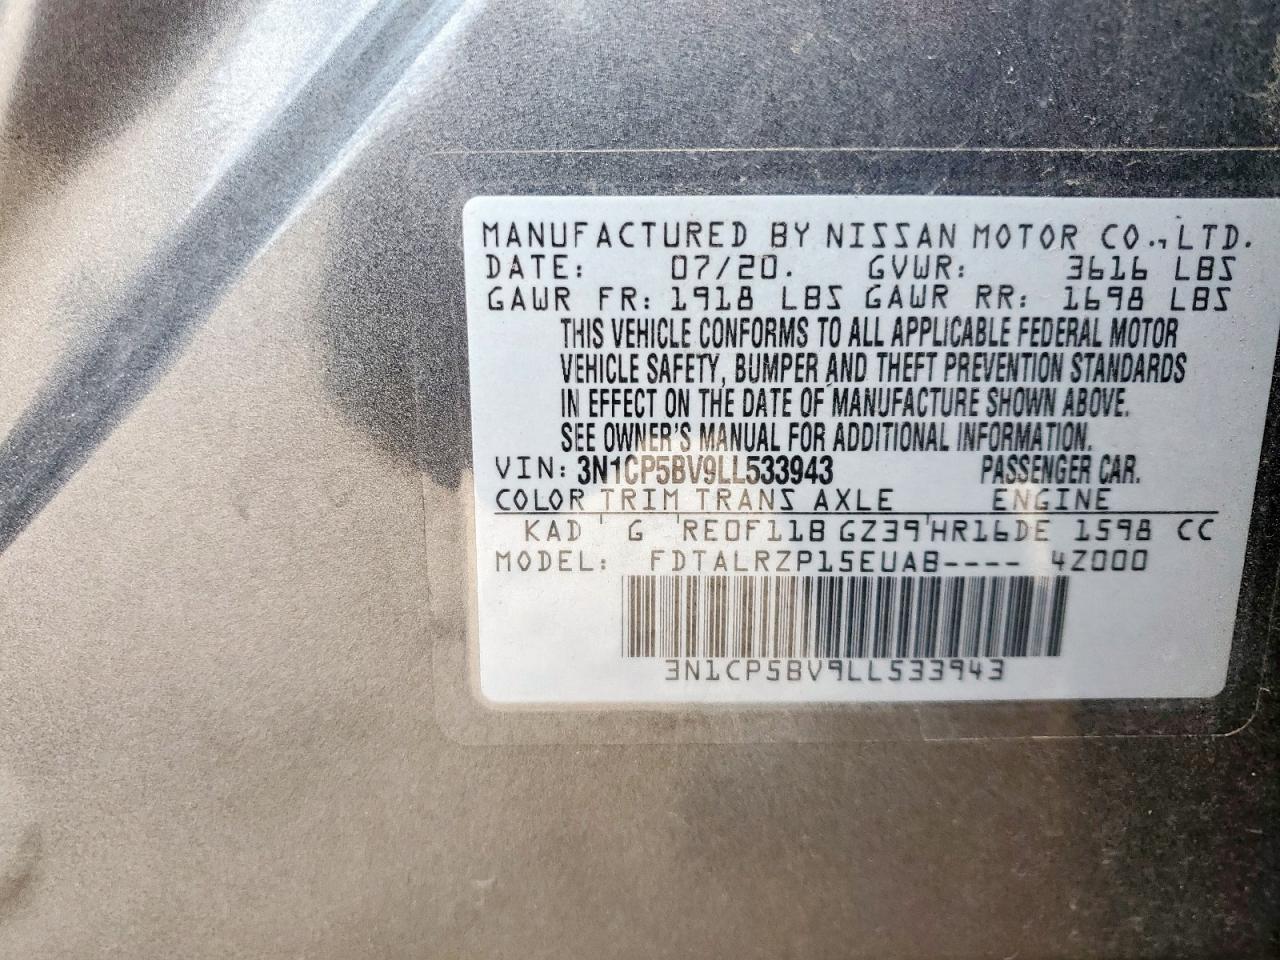 MANUFACTURED BY NISSAN MOTOR CO., LTD.
DATE: 07/20. GVWR: 3616 LBS
GAWR FR: 1918 LBS GAWR RR: 1698 LBS
THIS VEHICLE CONFORMS TO ALL APPLICABLE FEDERAL MOTOR
VEHICLE SAFETY, BUMPER AND THEFT PREVENTION STANDARDS
IN EFFECT ON THE DATE OF MANUFACTURE SHOWN ABOVE.
SEE OWNER'S MANUAL FOR ADDITIONAL INFORMATION.
VIN: 3N1CP5BV9LL533943 PASSENGER CAR.
COLOR TRIM TRANS AXLE ENGINE
KAD ' G 'RE0F11B GZ39'HR16DE 1598 CC
MODEL: FDTALRZP15EUAB---- 4Z000
3N1CP5BV9LL533943